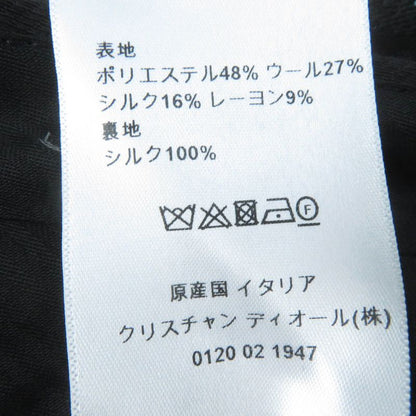 表地
ポリエステル48% ウール27%
シルク16% レーヨン9%
裏地
シルク100%
F
原産国 イタリア
クリスチャン ディオール(株)
0120 02 1947